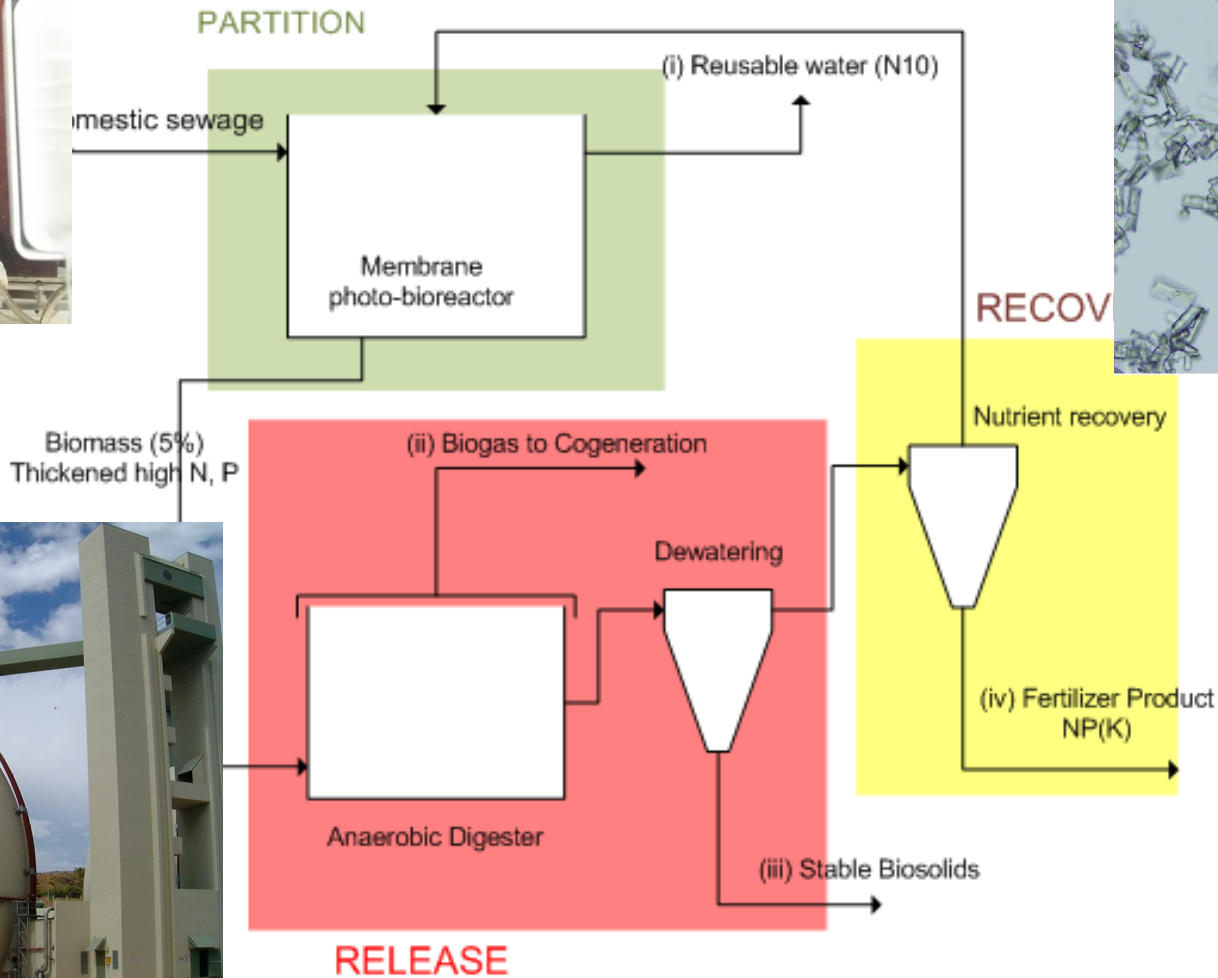 PARTITION
(i) Reusable water (N10)
omestic sewage
Membrane
photo-bioreactor
RECOV
Nutrient recovery
Biomass (5%)
Thickened high N, P
(ii) Biogas to Cogeneration
Dewatering
(iv) Fertilizer Product
NP(K)
Anaerobic Digester
(iii) Stable Biosolids
RELEASE